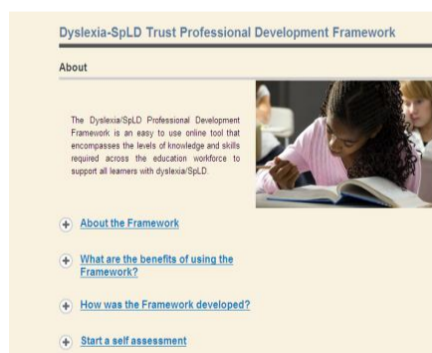 Dyslexia-SpLD Trust Professional Development Framework
About
The Dyslexia/SpLD Professional Development
Framework is an easy to use online tool that
encompasses the levels of knowledge and skills
required across the education workforce to
support all learners with dyslexia/SpLD.
About the Framework
What are the benefits of using the
Framework?
How was the Framework developed?
Start a self assessment